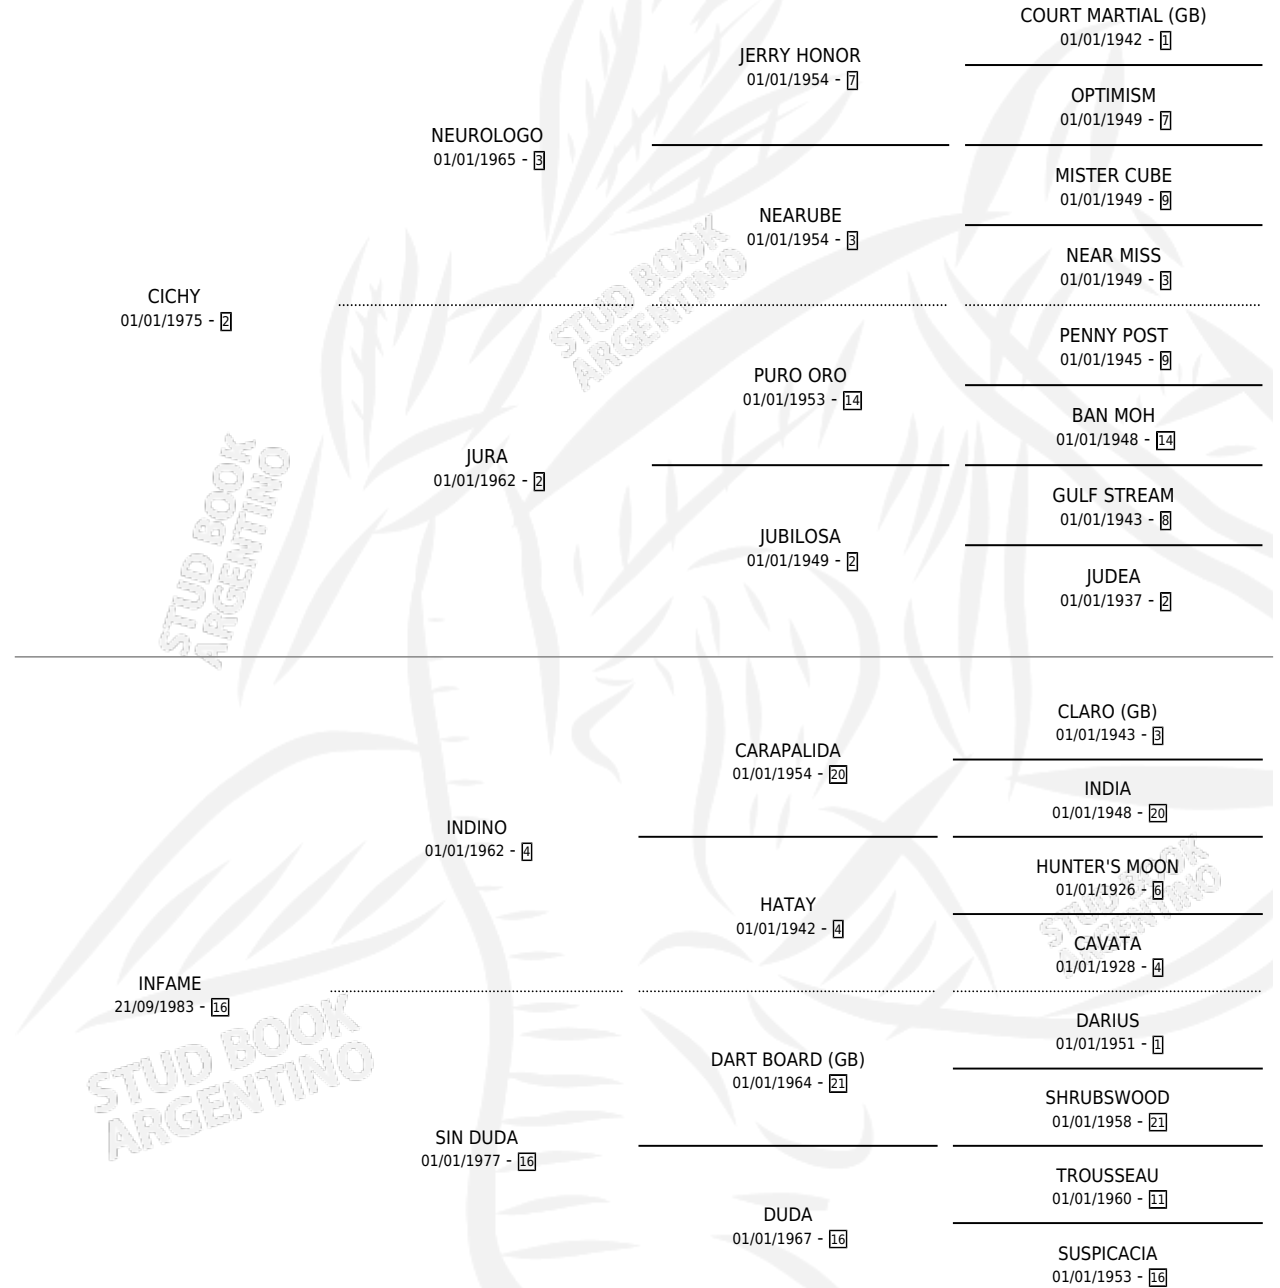 COURT MARTIAL (GB)
01/01/1942 - 1
JERRY HONOR
01/01/1954 - 7
OPTIMISM
01/01/1949 - 7
NEUROLOGO
01/01/1965 - 3
MISTER CUBE
01/01/1949 - 9
NEARUBE
01/01/1954 - 3
NEAR MISS
01/01/1949 - 3
CICHY
01/01/1975 - 2
STUD BOOK
ARGENTINO
PENNY POST
01/01/1945 - 9
PURO ORO
01/01/1953 - 14
BAN MOH
01/01/1948 - 14
JURA
01/01/1962 - 2
GULF STREAM
01/01/1943 - 8
JUBILOSA
01/01/1949 - 2
JUDEA
01/01/1937 - 2
STUD BOOK
ARGENTINO
CLARO (GB)
01/01/1943 - 3
CARAPALIDA
01/01/1954 - 20
INDIA
01/01/1948 - 20
INDINO
01/01/1962 - 4
HUNTER'S MOON
01/01/1926 - 6
HATAY
01/01/1942 - 4
STUD BOOK
ARGENTINO
CAVATA
01/01/1928 - 4
INFAME
21/09/1983 - 16
DARIUS
01/01/1951 - 1
DART BOARD (GB)
01/01/1964 - 21
STUD BOOK
ARGENTINO
SHRUBSWOOD
01/01/1958 - 21
SIN DUDA
01/01/1977 - 16
TROUSSEAU
01/01/1960 - 11
DUDA
01/01/1967 - 16
SUSPICACIA
01/01/1953 - 16